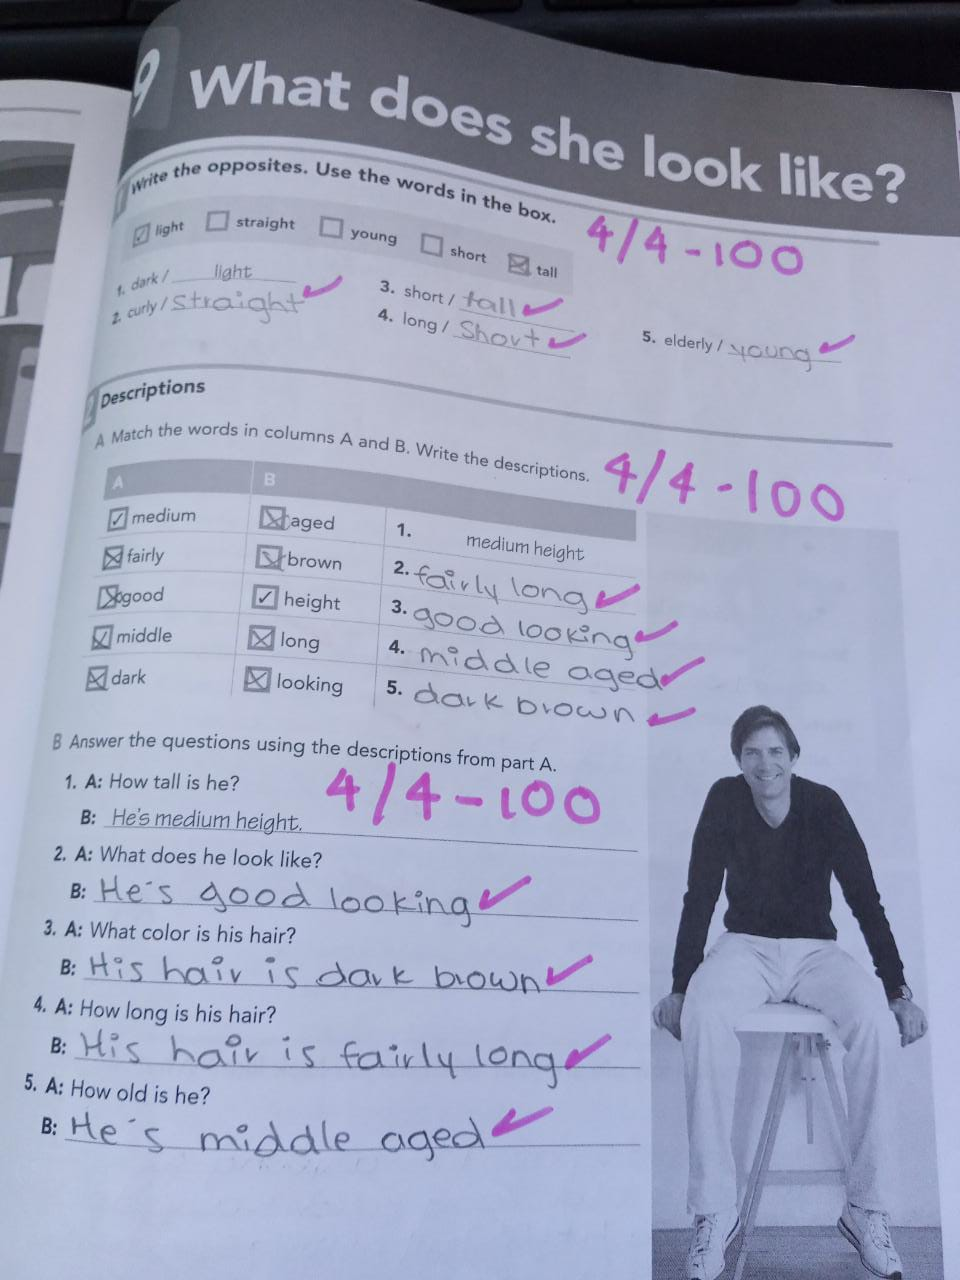 9 What does she look like?
Write the opposites. Use the words in the box.
4/4-100
light straight young short tall
1. dark / light
2. curly / straight
3. short / tall
4. long / Short
5. elderly / young
2 Descriptions
A Match the words in columns A and B. Write the descriptions.
4/4-100
A B
medium aged 1. medium height
fairly brown 2. fairly long
good height 3. good looking
middle long 4. middle aged
dark looking 5. dark brown
B Answer the questions using the descriptions from part A.
4/4-100
1. A: How tall is he?
B: He's medium height.
2. A: What does he look like?
B: He's good looking
3. A: What color is his hair?
B: His hair is dark brown
4. A: How long is his hair?
B: His hair is fairly long
5. A: How old is he?
B: He's middle aged